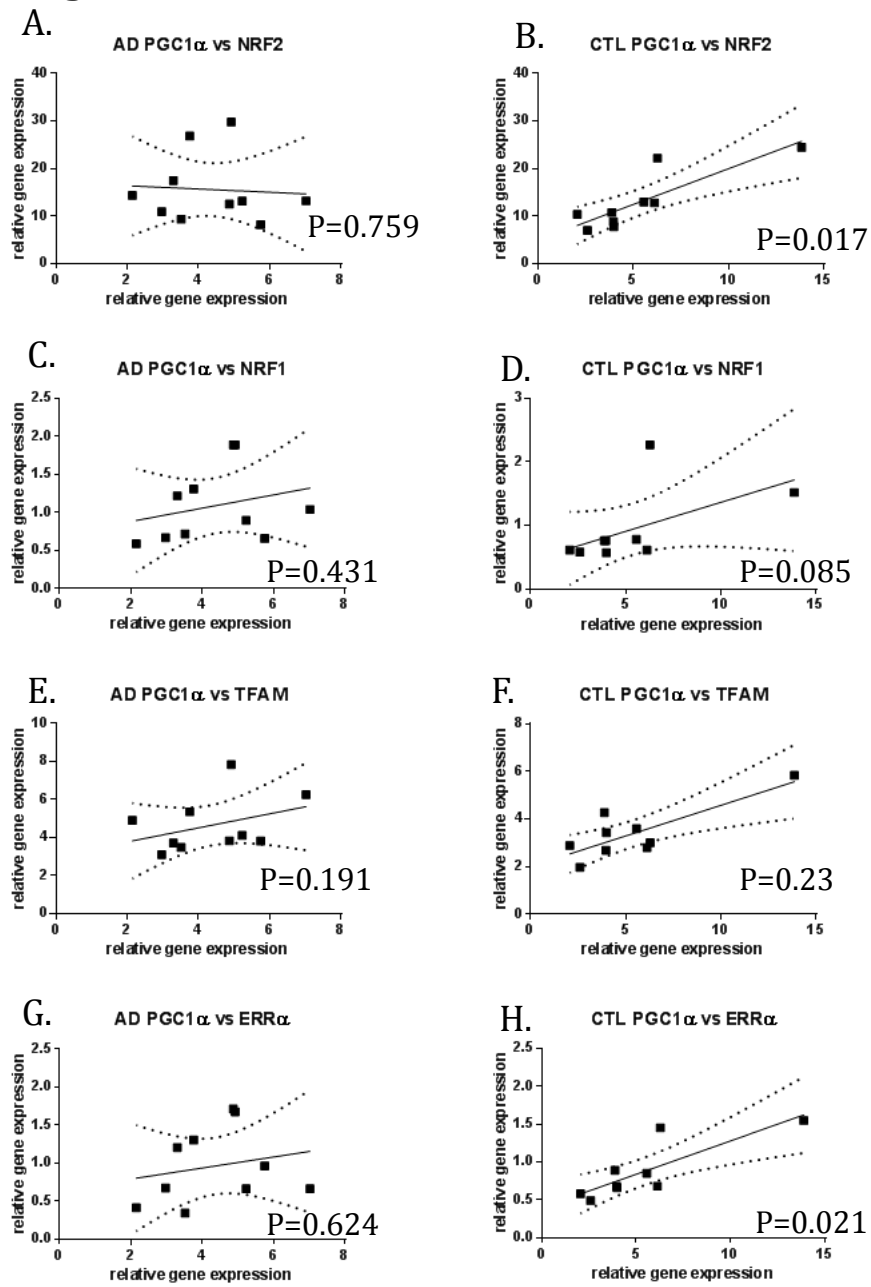 A.
AD PGC1α vs NRF2
relative gene expression
40
30
20
10
0
0 2 4 6 8
relative gene expression
P=0.759
B.
CTL PGC1α vs NRF2
relative gene expression
40
30
20
10
0
0 5 10 15
relative gene expression
P=0.017
C.
AD PGC1α vs NRF1
relative gene expression
2.5
2.0
1.5
1.0
0.5
0.0
0 2 4 6 8
relative gene expression
P=0.431
D.
CTL PGC1α vs NRF1
relative gene expression
3
2
1
0
0 5 10 15
relative gene expression
P=0.085
E.
AD PGC1α vs TFAM
relative gene expression
10
8
6
4
2
0
0 2 4 6 8
relative gene expression
P=0.191
F.
CTL PGC1α vs TFAM
relative gene expression
8
6
4
2
0
0 5 10 15
relative gene expression
P=0.23
G.
AD PGC1α vs ERRα
relative gene expression
2.5
2.0
1.5
1.0
0.5
0.0
0 2 4 6 8
relative gene expression
P=0.624
H.
CTL PGC1α vs ERRα
relative gene expression
2.5
2.0
1.5
1.0
0.5
0.0
0 5 10 15
relative gene expression
P=0.021